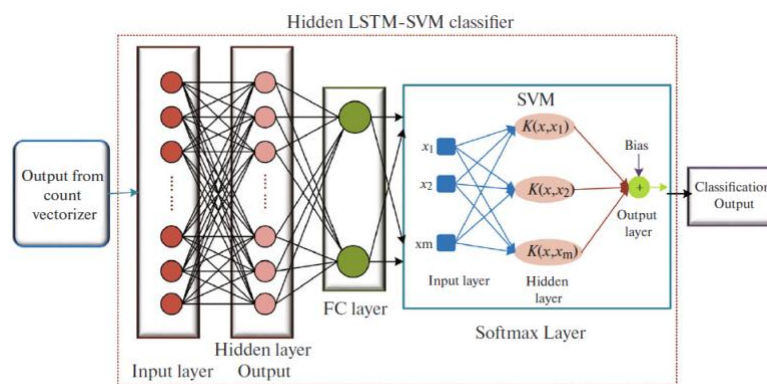 Hidden LSTM-SVM classifier
Output from
count
vectorizer
Input layer
Hidden layer
Output
FC layer
SVM
x1
x2
xm
Input layer
K(x,x1)
K(x,x2)
K(x,xm)
Hidden
layer
Bias
+
Output
layer
Softmax Layer
Classification
Output